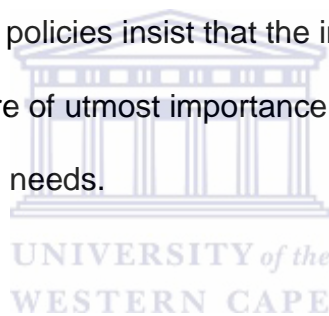 policies insist that the i
re of utmost importance
needs.
UNIVERSITY of the
WESTERN CAPE